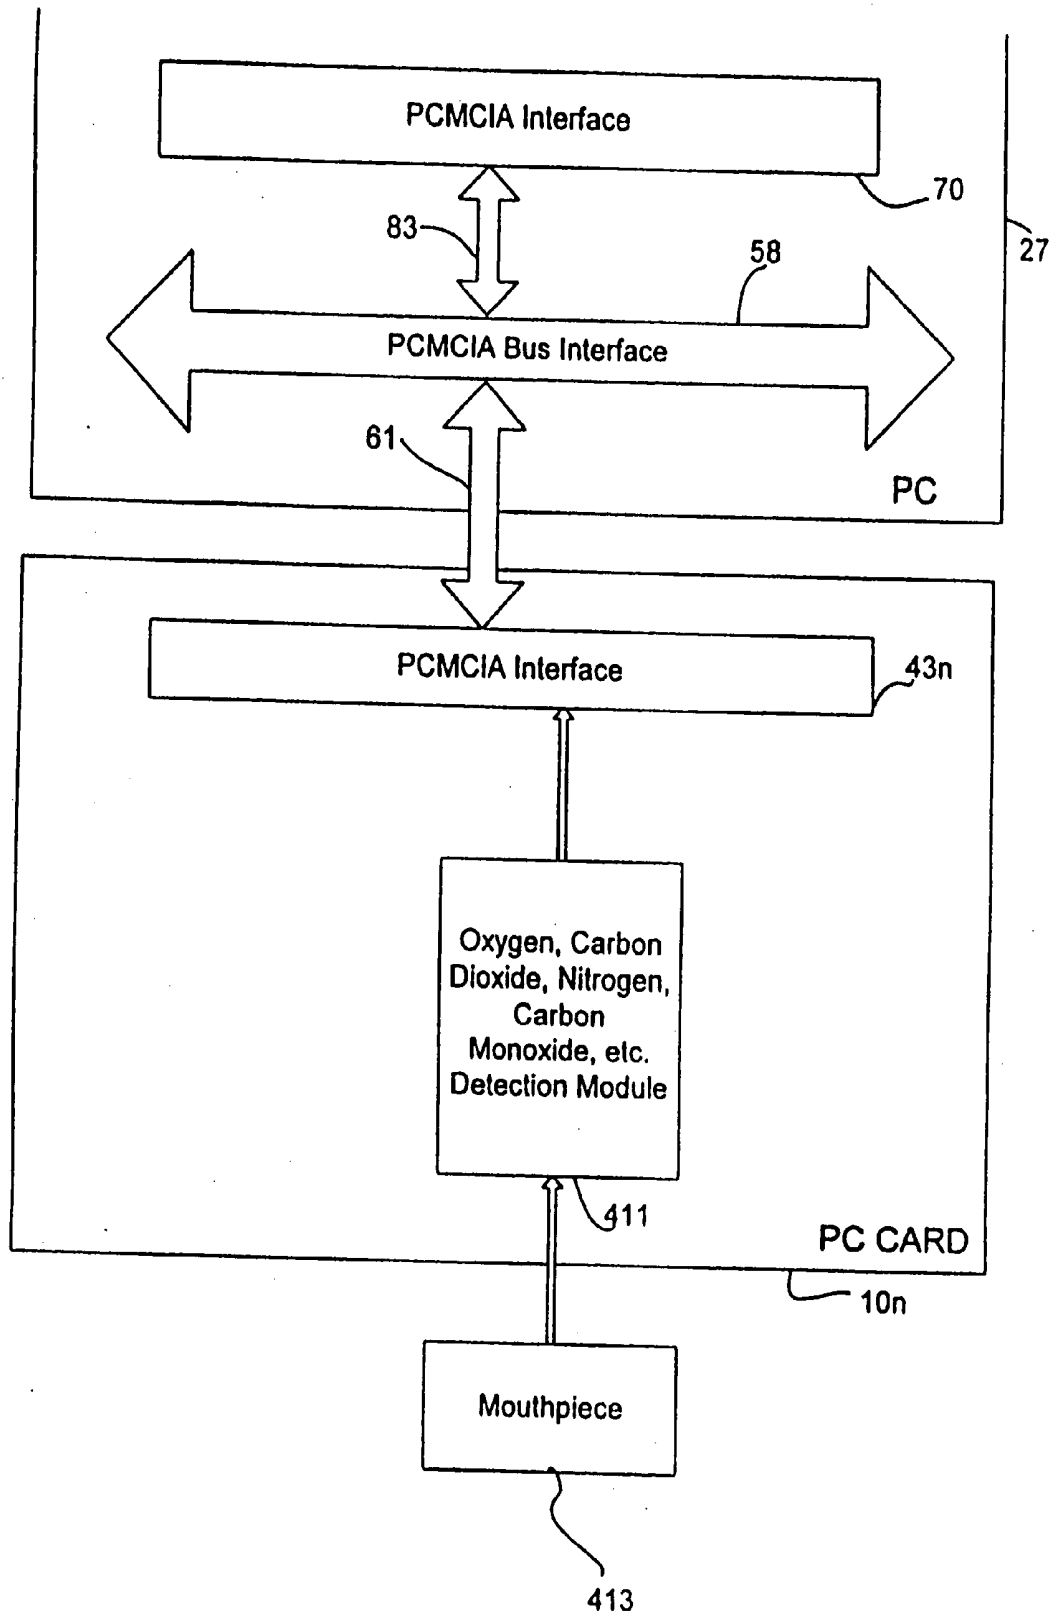 PCMCIA Interface
70
83
27
58
PCMCIA Bus Interface
61
PC
PCMCIA Interface
43n
Oxygen, Carbon
Dioxide, Nitrogen,
Carbon
Monoxide, etc.
Detection Module
411
PC CARD
10n
Mouthpiece
413